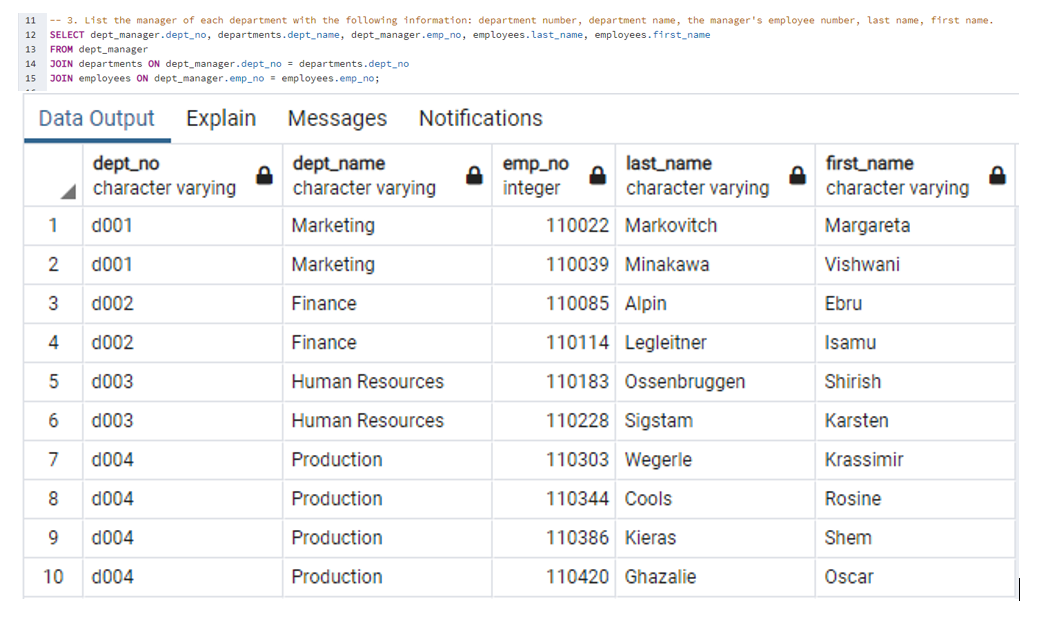 11 -- 3. List the manager of each department with the following information: department number, department name, the manager's employee number, last name, first name.
12 SELECT dept_manager.dept_no, departments.dept_name, dept_manager.emp_no, employees.last_name, employees.first_name
13 FROM dept_manager
14 JOIN departments ON dept_manager.dept_no = departments.dept_no
15 JOIN employees ON dept_manager.emp_no = employees.emp_no;
Data Output Explain Messages Notifications
dept_no dept_name emp_no last_name first_name
character varying character varying integer character varying character varying
1 d001 Marketing 110022 Markovitch Margareta
2 d001 Marketing 110039 Minakawa Vishwani
3 d002 Finance 110085 Alpin Ebru
4 d002 Finance 110114 Legleitner Isamu
5 d003 Human Resources 110183 Ossenbruggen Shirish
6 d003 Human Resources 110228 Sigstam Karsten
7 d004 Production 110303 Wegerle Krassimir
8 d004 Production 110344 Cools Rosine
9 d004 Production 110386 Kieras Shem
10 d004 Production 110420 Ghazalie Oscar